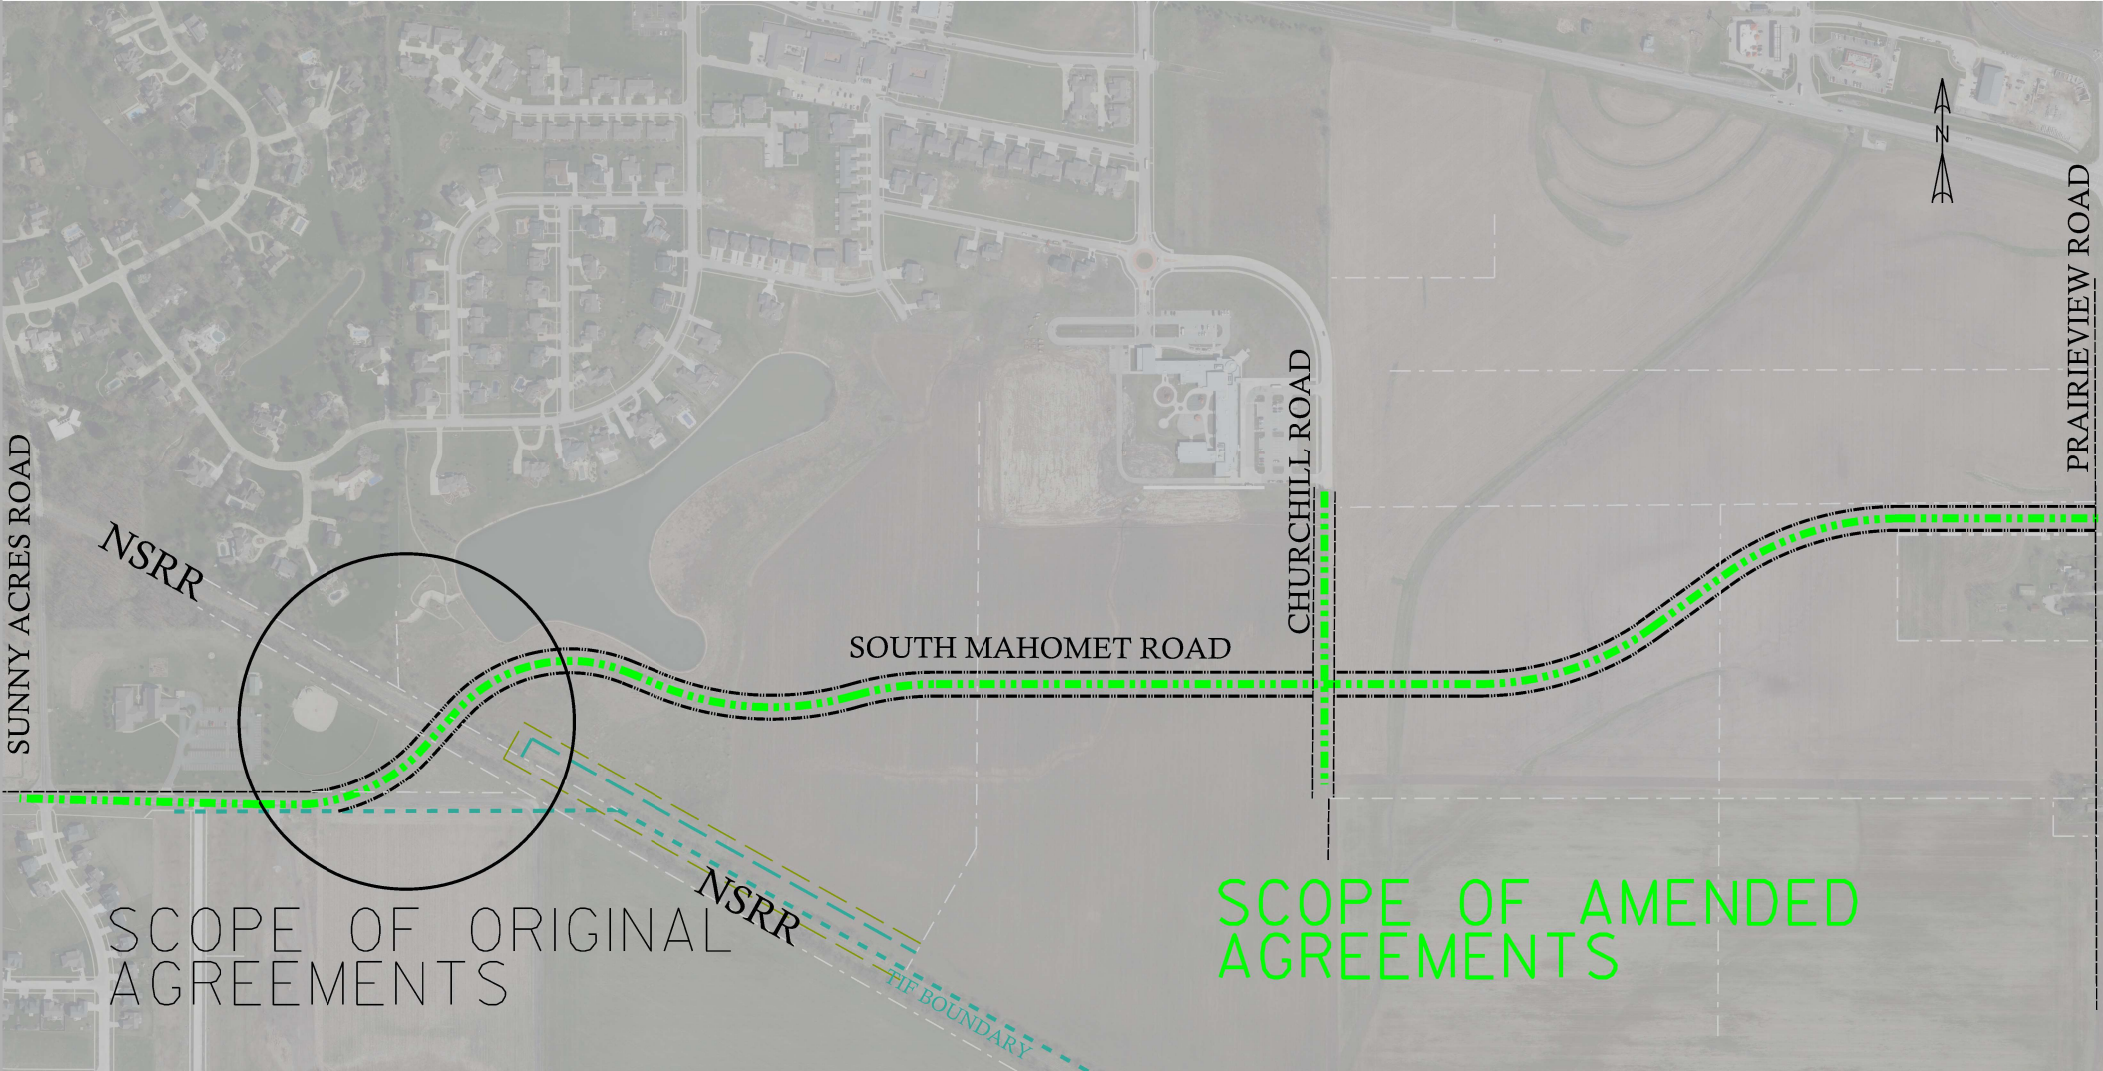 N
PRAIRIEVIEW ROAD
CHURCHILL ROAD
SUNNY ACRES ROAD
NSRR
SOUTH MAHOMET ROAD
NSRR
SCOPE OF ORIGINAL
AGREEMENTS
SCOPE OF AMENDED
AGREEMENTS
TIF BOUNDARY